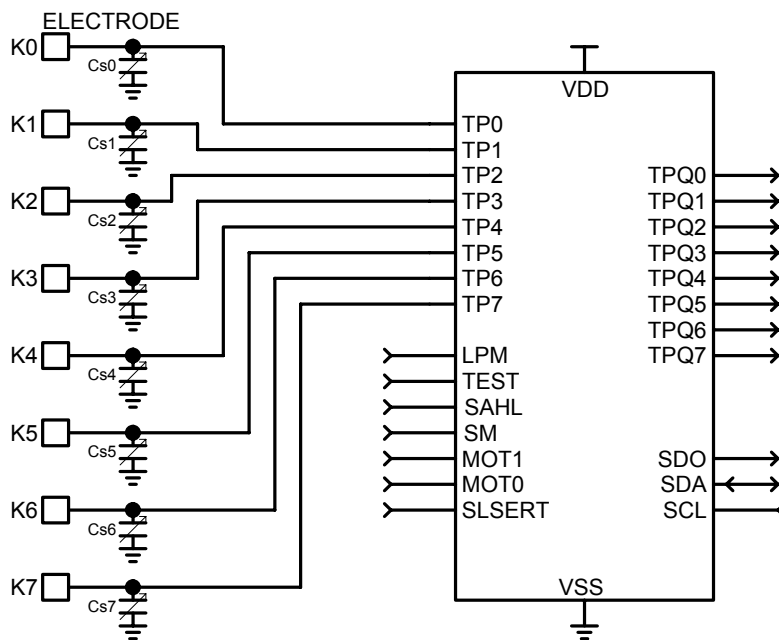 ELECTRODE
K0
Cs0
K1
Cs1
K2
Cs2
K3
Cs3
K4
Cs4
K5
Cs5
K6
Cs6
K7
Cs7
VDD
TP0
TP1
TP2
TP3
TP4
TP5
TP6
TP7
LPM
TEST
SAHL
SM
MOT1
MOT0
SLSERT
TPQ0
TPQ1
TPQ2
TPQ3
TPQ4
TPQ5
TPQ6
TPQ7
SDO
SDA
SCL
VSS